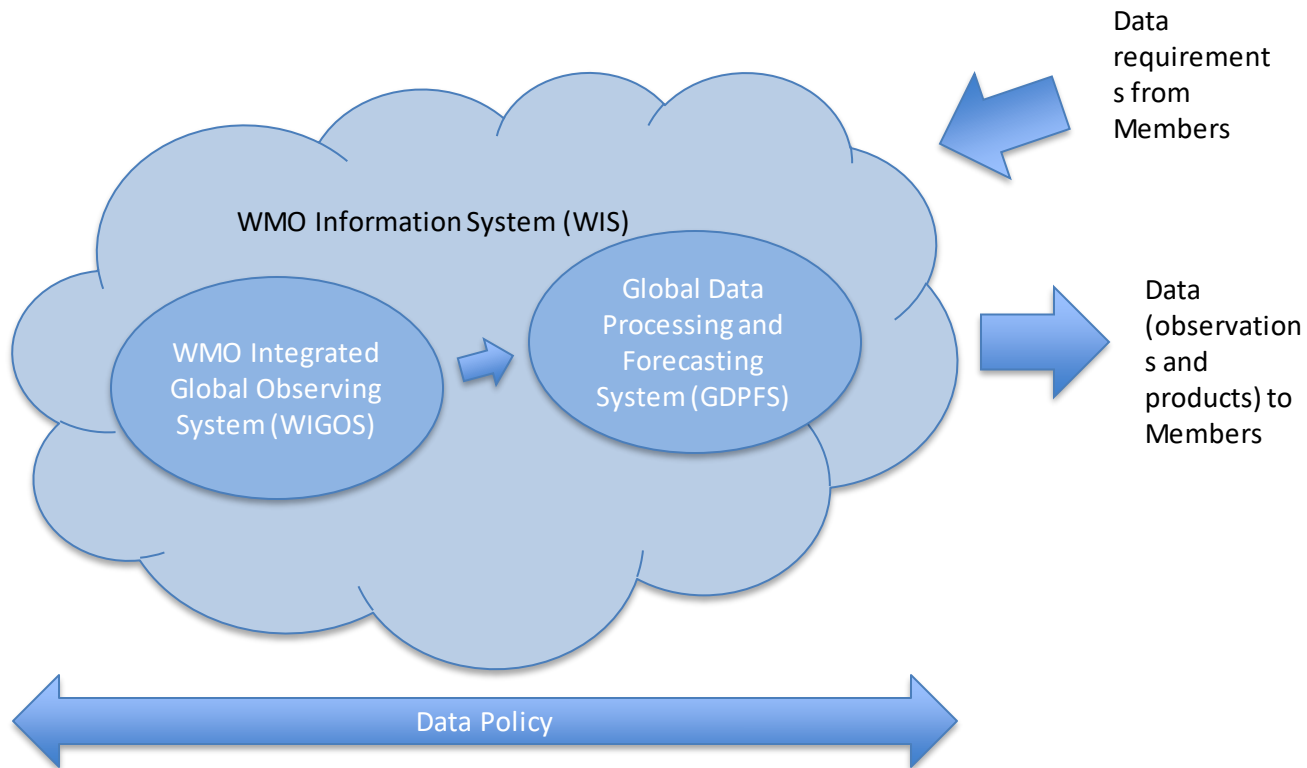 Data
requirement
s from
Members
WMO Information System (WIS)
Global Data
Processing and
Forecasting
System (GDPFS)
WMO Integrated
Global Observing
System (WIGOS)
Data
(observation
s and
products) to
Members
Data Policy